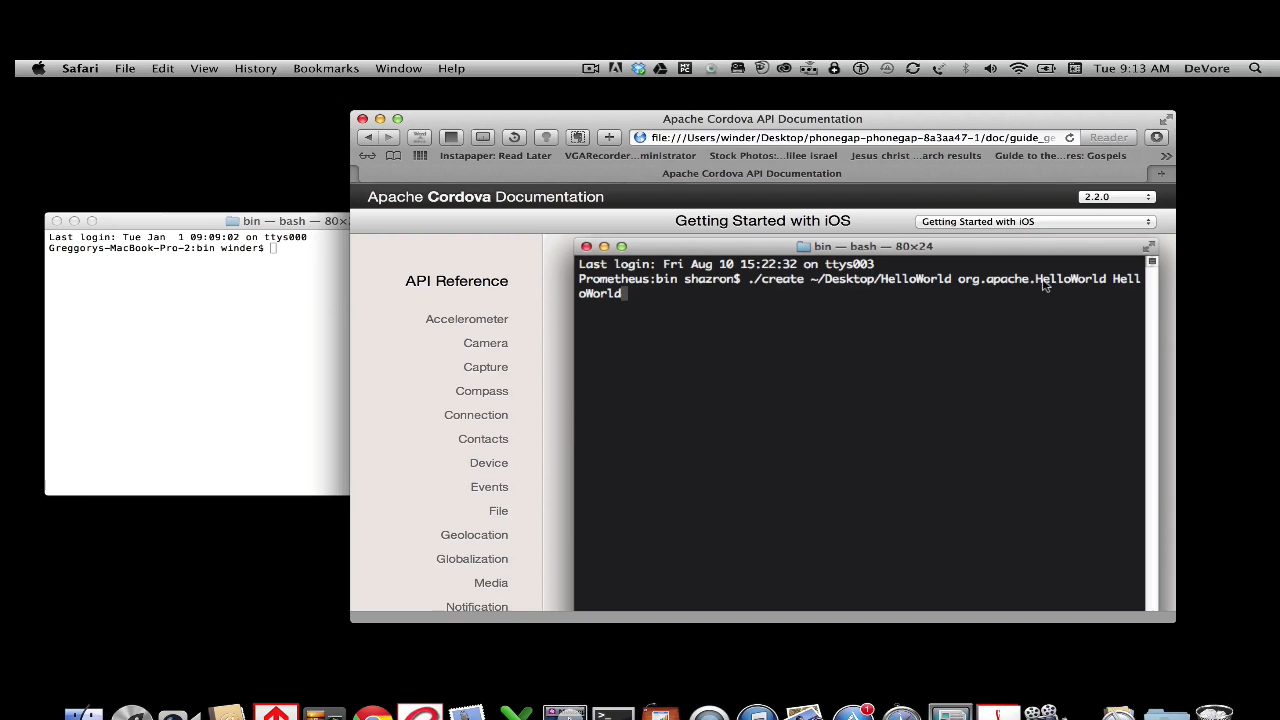 Safari File Edit View History Bookmarks Window Help
Tue 9:13 AM DeVore
Apache Cordova API Documentation
file:///Users/winder/Desktop/phonegap-phonegap-8a3aa47-1/doc/guide_ge
Reader
Instapaper: Read Later VGARecorder...ministrator Stock Photos:...lilee Israel Jesus christ ...arch results Guide to the...res: Gospels
Apache Cordova API Documentation
Apache Cordova Documentation
2.2.0
Getting Started with iOS
Getting Started with iOS
bin — bash — 80×2
Last login: Tue Jan 1 09:09:02 on ttys000
Greggorys-MacBook-Pro-2:bin winder$
API Reference
Accelerometer
Camera
Capture
Compass
Connection
Contacts
Device
Events
File
Geolocation
Globalization
Media
Notification
bin — bash — 80×24
Last login: Fri Aug 10 15:22:32 on ttys003
Prometheus:bin shazron$ ./create ~/Desktop/HelloWorld org.apache.HelloWorld Hell
oWorld